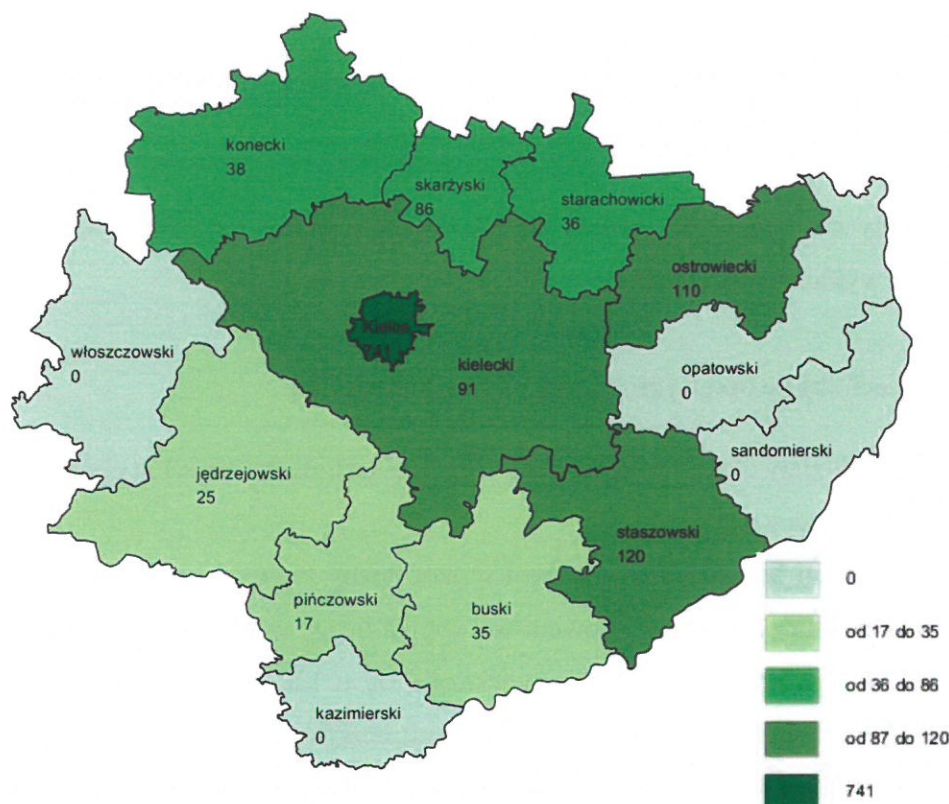 konecki
38
skarżyski
86
starachowicki
36
ostrowiecki
110
Kielce
741
włoszczowski
0
kielecki
91
opatowski
0
sandomierski
0
jędrzejowski
25
staszowski
120
pińczowski
17
buski
35
kazimierski
0
0
od 17 do 35
od 36 do 86
od 87 do 120
741